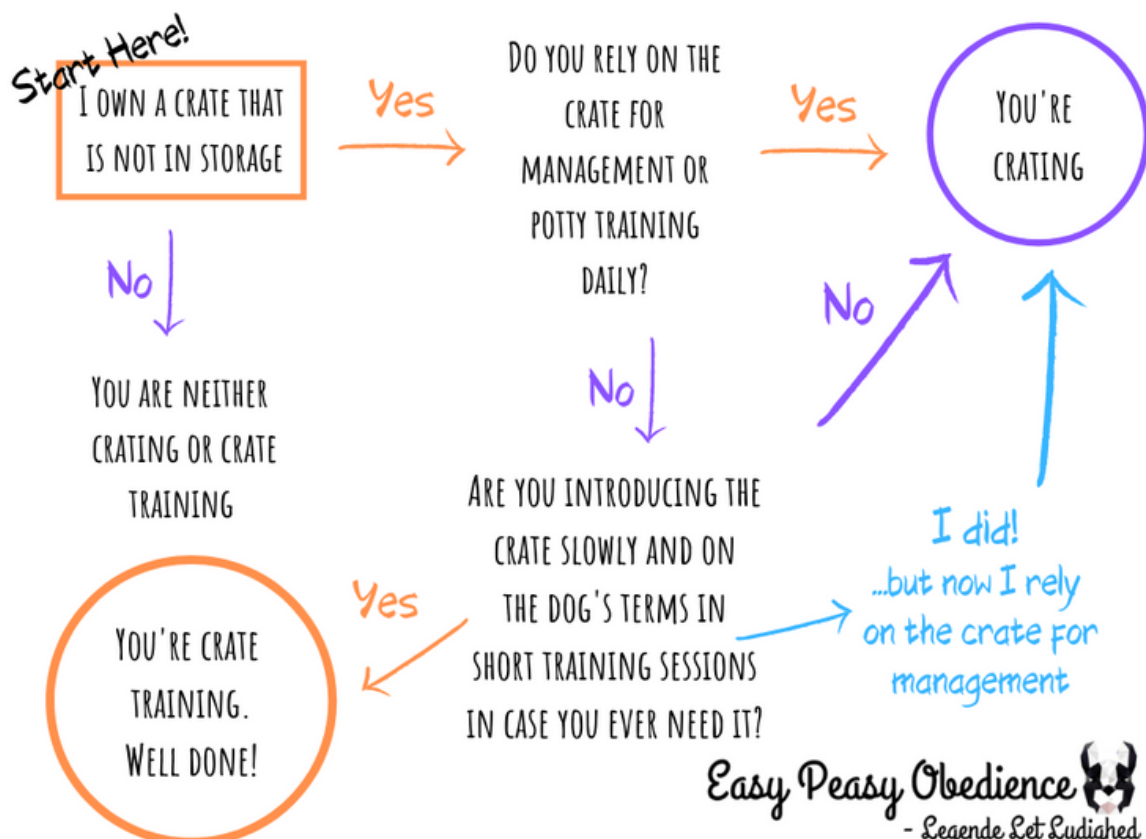 Start Here!
I OWN A CRATE THAT
IS NOT IN STORAGE
Yes
DO YOU RELY ON THE
CRATE FOR
MANAGEMENT OR
POTTY TRAINING
DAILY?
Yes
YOU'RE
CRATING
No
YOU ARE NEITHER
CRATING OR CRATE
TRAINING
No
No
ARE YOU INTRODUCING THE
CRATE SLOWLY AND ON
THE DOG'S TERMS IN
SHORT TRAINING SESSIONS
IN CASE YOU EVER NEED IT?
Yes
YOU'RE CRATE
TRAINING.
WELL DONE!
I did!
...but now I rely
on the crate for
management
Easy Peasy Obedience
- Legende Let Lydighed